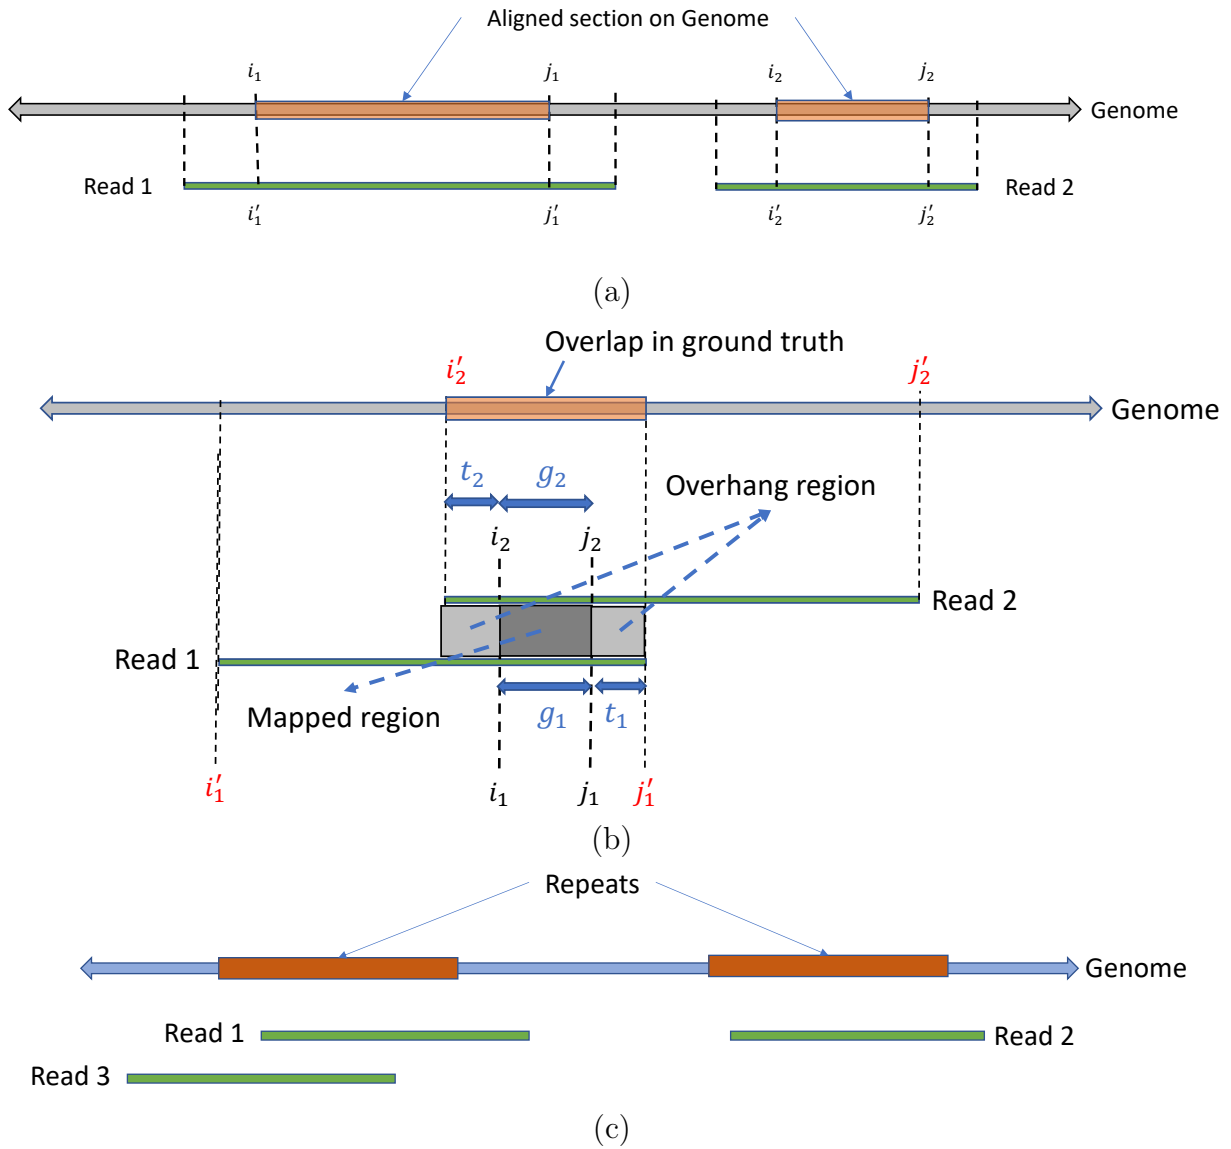 Aligned section on Genome
i₁ j₁ i₂ j₂
Genome
Read 1 Read 2
i′₁ j′₁ i′₂ j′₂
(a)
Overlap in ground truth
i′₂ j′₂
Genome
t₂ g₂ Overhang region
i₂ j₂
Read 2
Read 1
Mapped region g₁ t₁
i′₁ i₁ j₁ j′₁
(b)
Repeats
Genome
Read 1 Read 2
Read 3
(c)